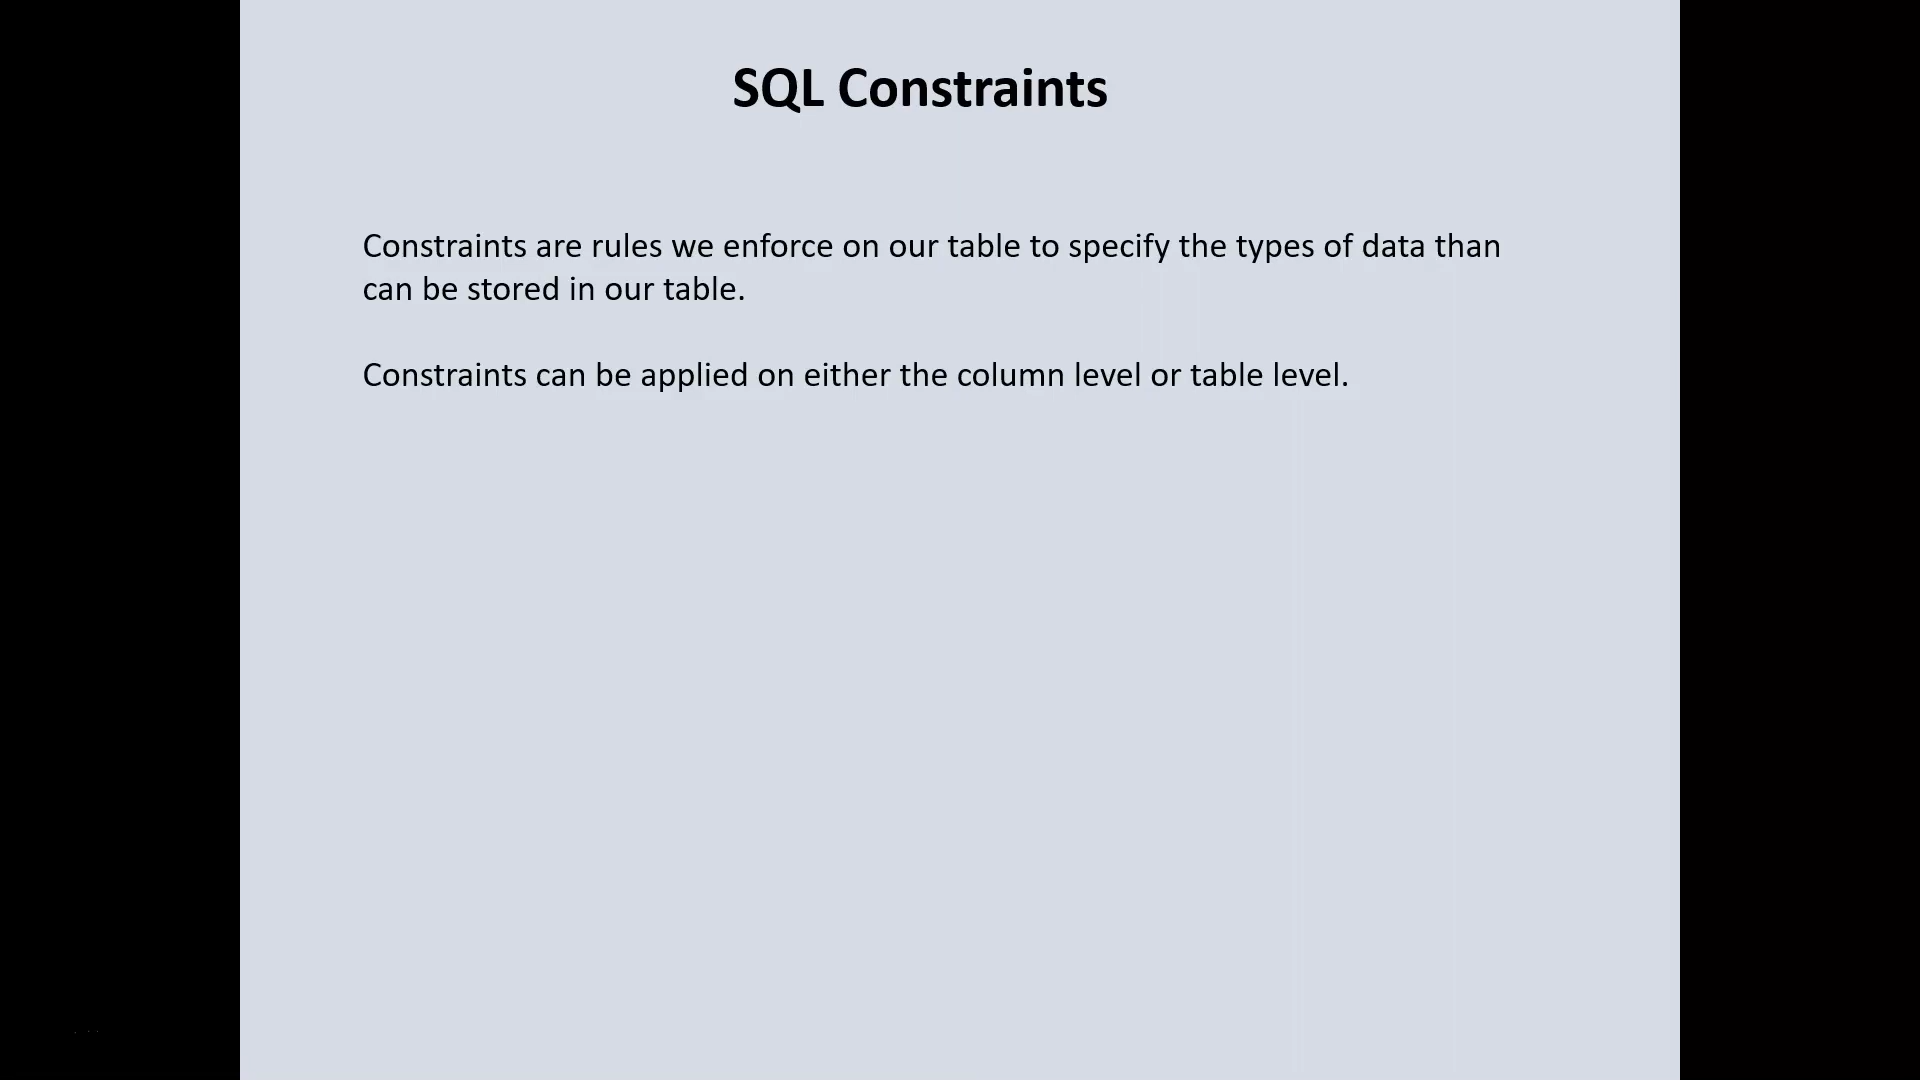 SQL Constraints
Constraints are rules we enforce on our table to specify the types of data than
can be stored in our table.
Constraints can be applied on either the column level or table level.